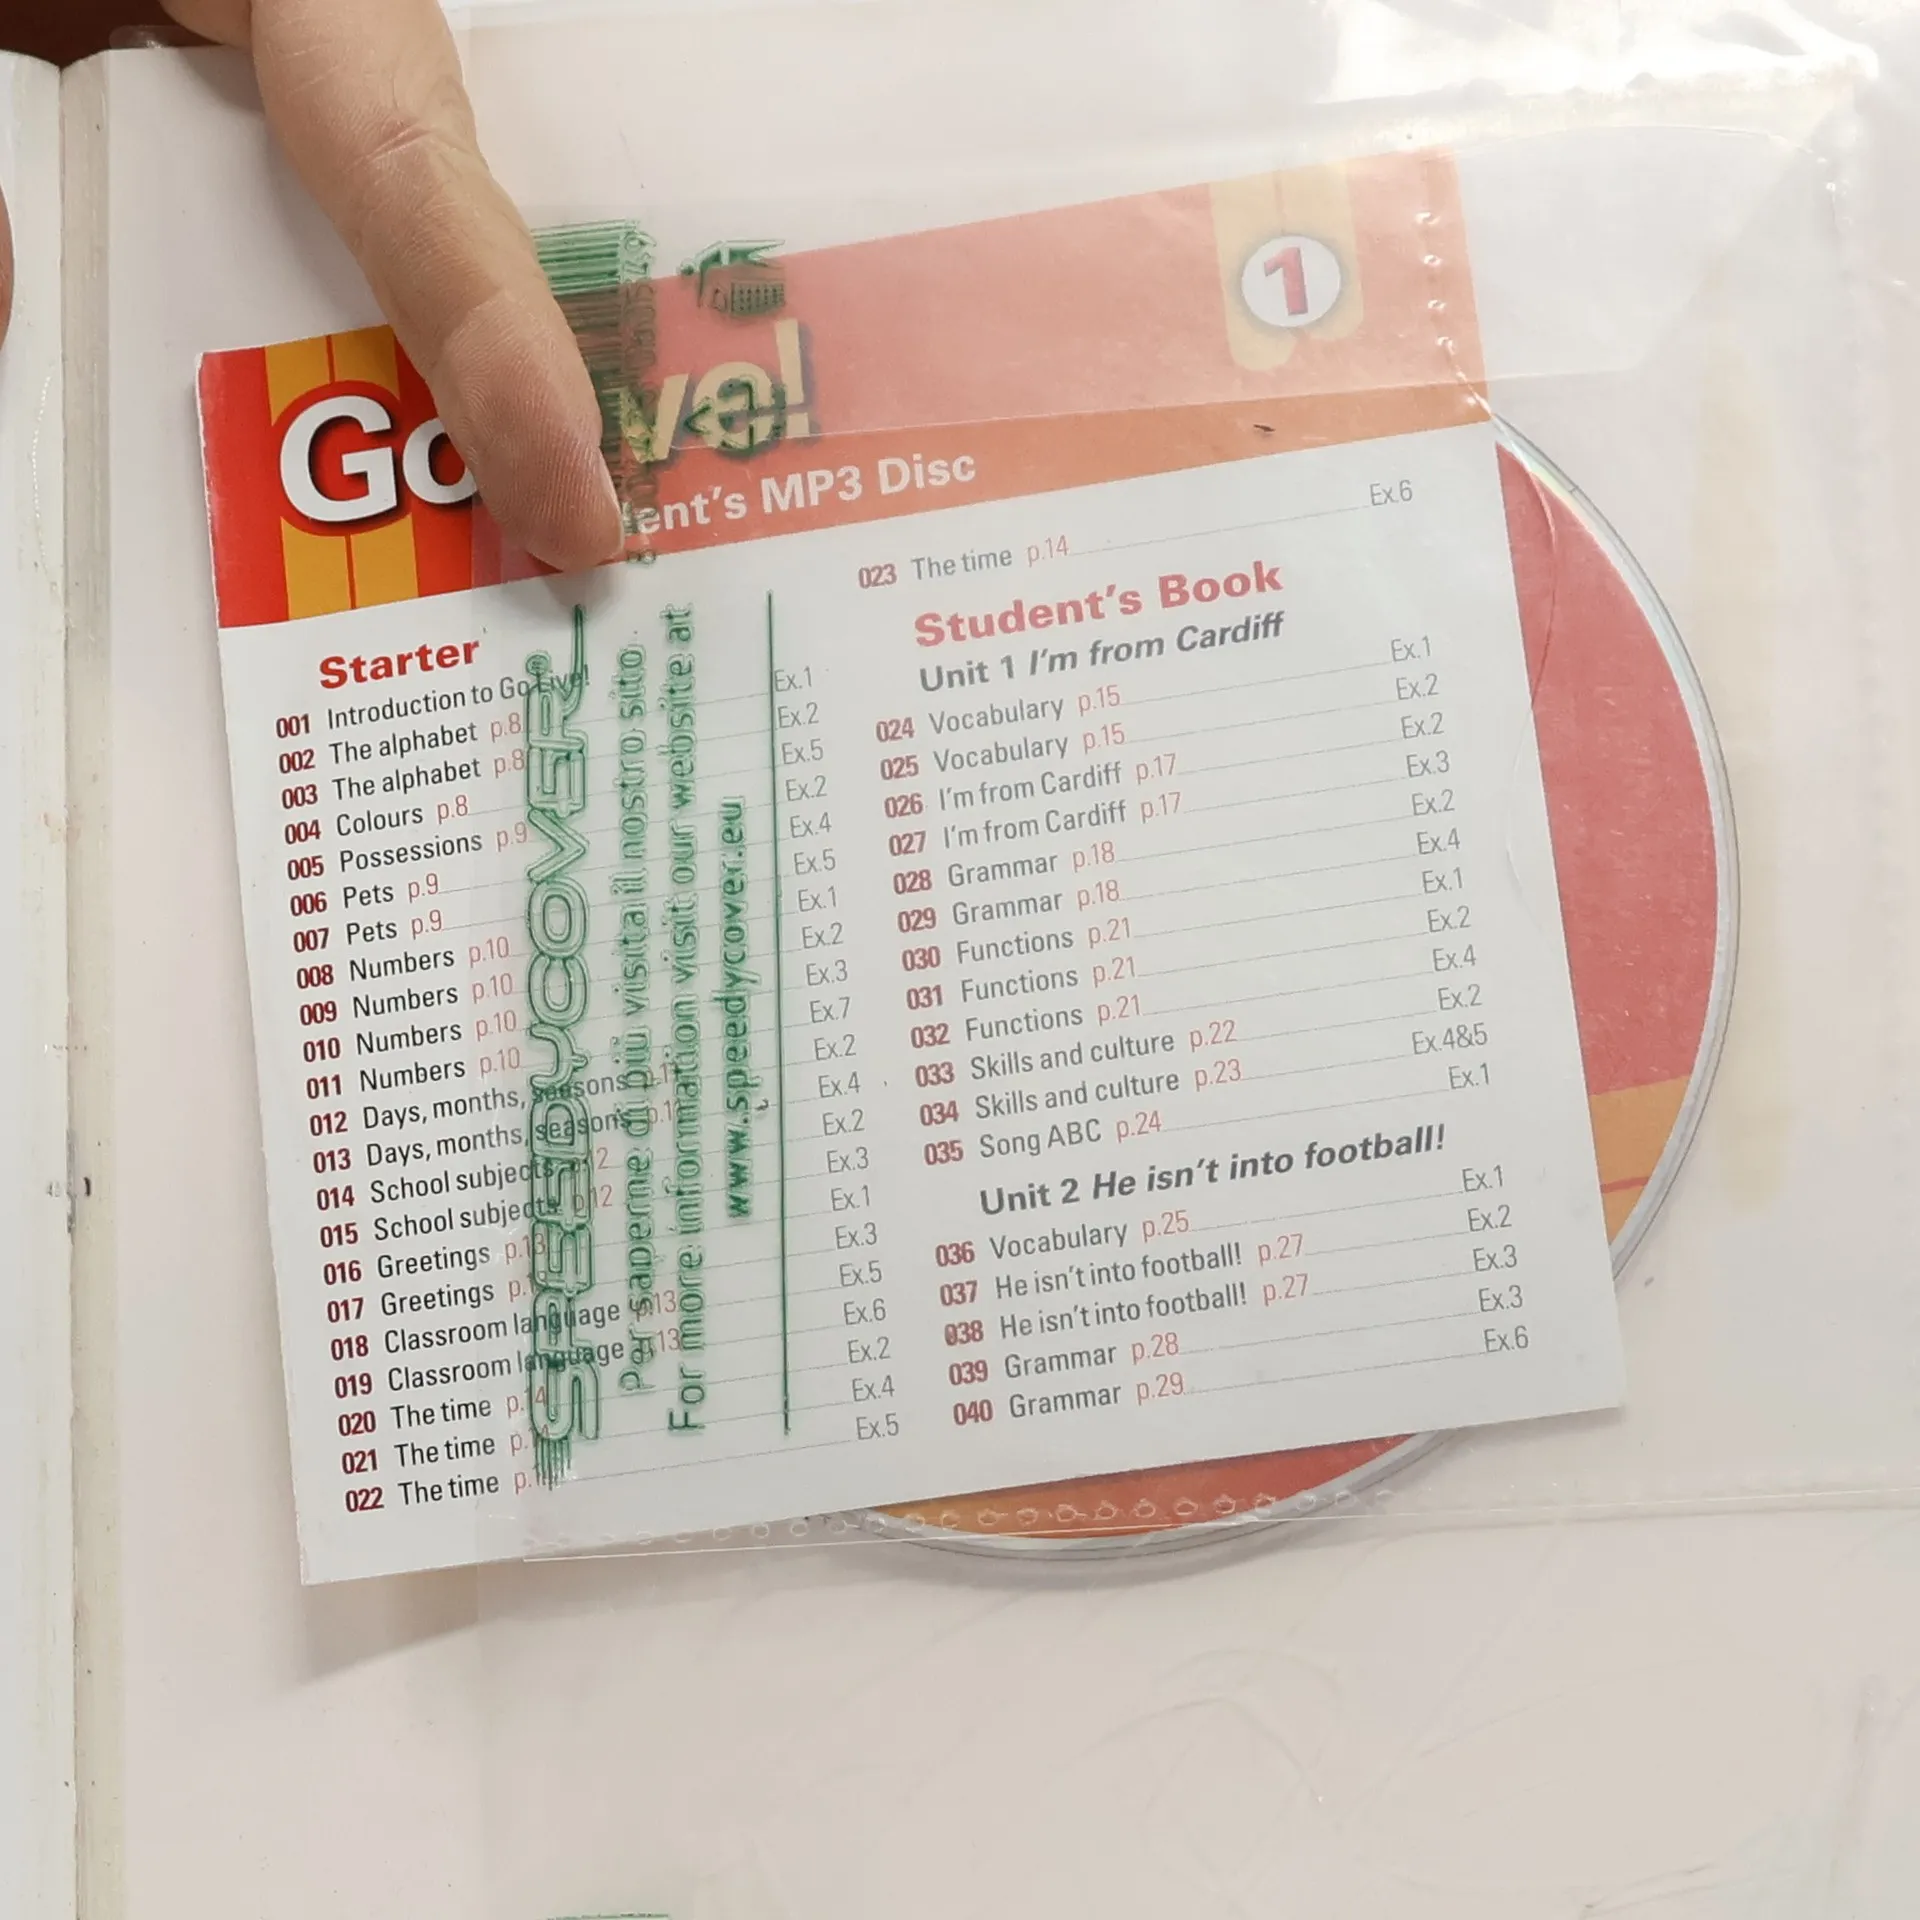 1
Go
ve!
ent's MP3 Disc
Starter
001 Introduction to Go Live!
002 The alphabet p.8 Ex.1
003 The alphabet p.8 Ex.2
004 Colours p.8 Ex.5
005 Possessions p.9 Ex.2
006 Pets p.9 Ex.4
007 Pets p.9 Ex.5
008 Numbers p.10 Ex.1
009 Numbers p.10 Ex.2
010 Numbers p.10 Ex.3
011 Numbers p.10 Ex.7
012 Days, months, seasons Ex.2
013 Days, months, seasons Ex.4
014 School subjects p.12 Ex.2
015 School subjects p.12 Ex.3
016 Greetings p.13 Ex.1
017 Greetings Ex.3
018 Classroom language p.13 Ex.5
019 Classroom language p.13 Ex.6
020 The time p.14 Ex.2
021 The time Ex.4
022 The time Ex.5
023 The time p.14 Ex.6
Student's Book
Unit 1 I'm from Cardiff
024 Vocabulary p.15 Ex.1
025 Vocabulary p.15 Ex.2
026 I'm from Cardiff p.17 Ex.2
027 I'm from Cardiff p.17 Ex.3
028 Grammar p.18 Ex.2
029 Grammar p.18 Ex.4
030 Functions p.21 Ex.1
031 Functions p.21 Ex.2
032 Functions p.21 Ex.4
033 Skills and culture p.22 Ex.2
034 Skills and culture p.23 Ex.4&5
035 Song ABC p.24 Ex.1
Unit 2 He isn't into football!
036 Vocabulary p.25 Ex.1
037 He isn't into football! p.27 Ex.2
038 He isn't into football! p.27 Ex.3
039 Grammar p.28 Ex.3
040 Grammar p.29 Ex.6
SPEEDYCOVER®
Per saperne di più visita il nostro sito.
For more information visit our website at
www.speedycover.eu